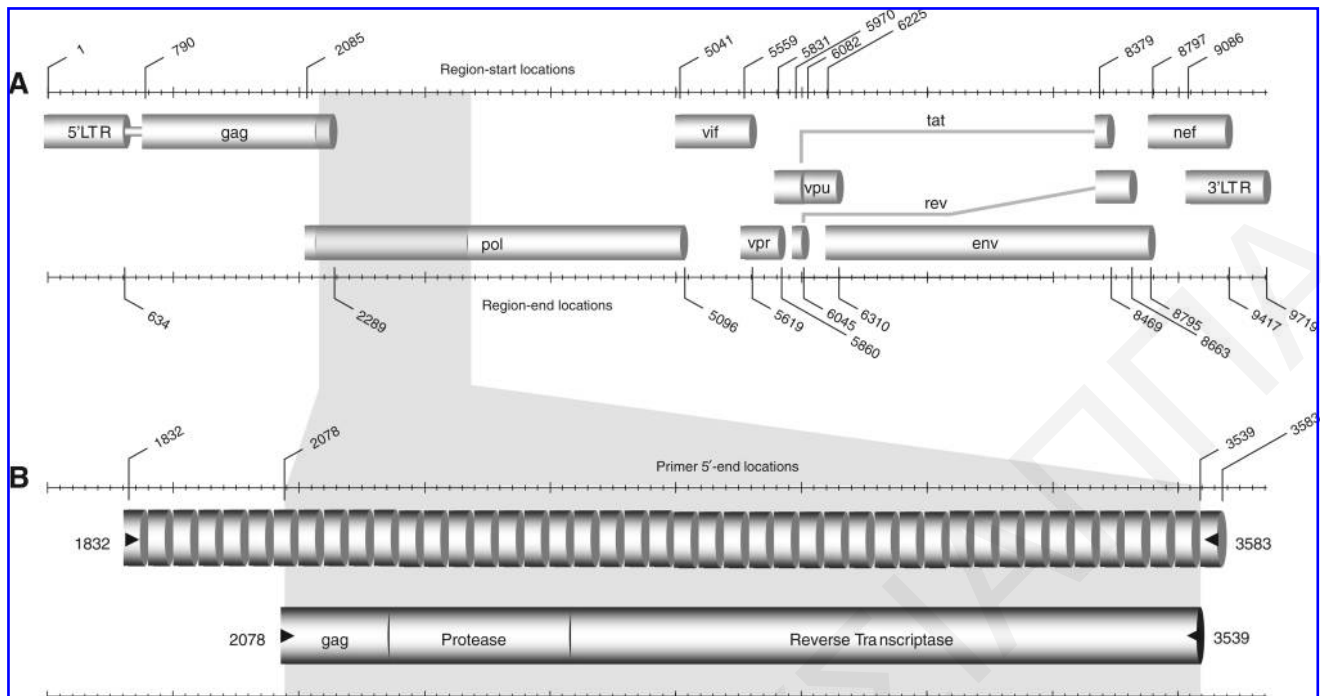 1
790
2085
5041
5559
5831
5970
6082
6225
8379
8797
9086
Region-start locations
A
5'LTR
gag
vif
tat
nef
vpu
3'LTR
rev
pol
vpr
env
Region-end locations
634
2289
5096
5619
5860
6045
6310
8469
8663
8795
9417
9719
1832
2078
3539
3583
Primer 5′-end locations
B
1832
3583
2078
gag
Protease
Reverse Transcriptase
3539